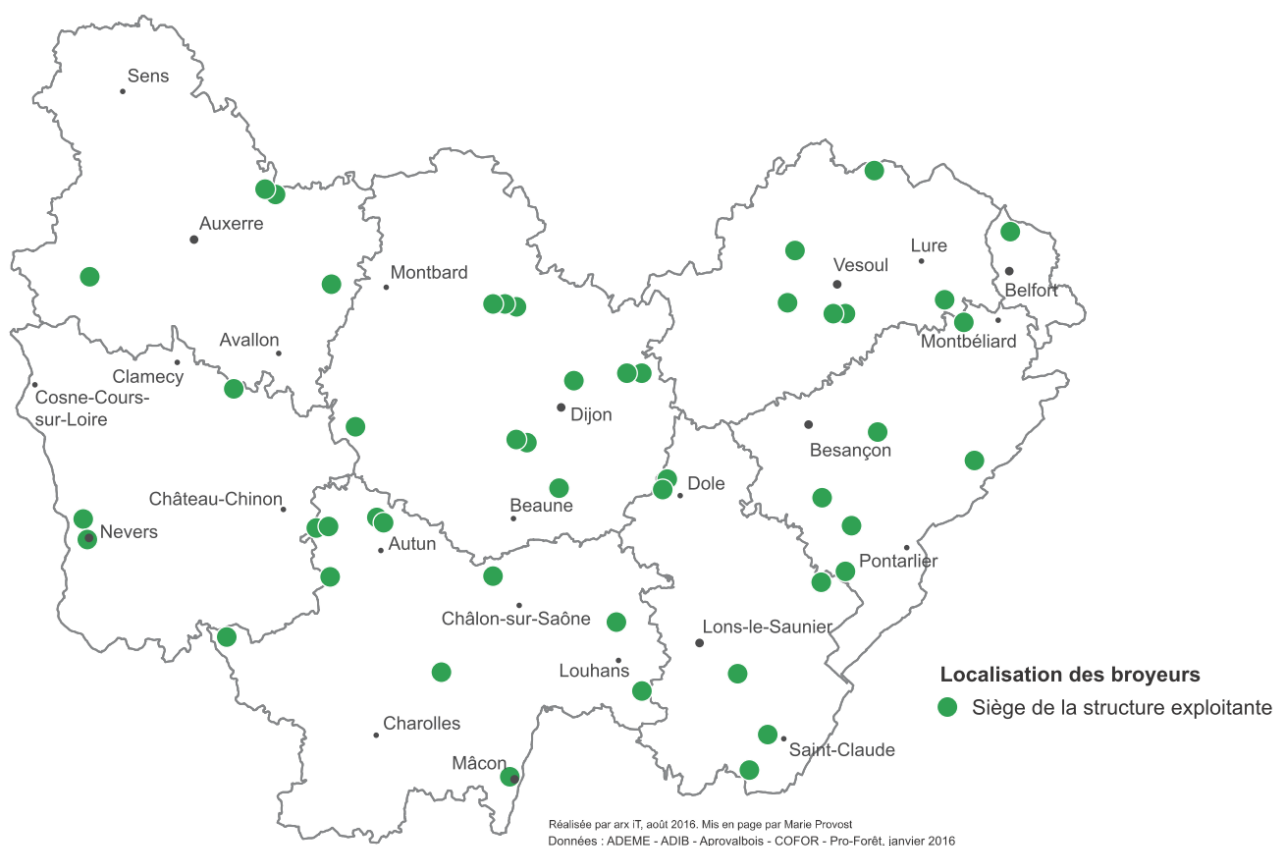 Sens
Auxerre
Montbard
Lure
Vesoul
Belfort
Avallon
Montbéliard
Clamecy
Cosne-Cours-
sur-Loire
Dijon
Besançon
Château-Chinon
Dole
Beaune
Nevers
Autun
Pontarlier
Châlon-sur-Saône
Lons-le-Saunier
Louhans
Localisation des broyeurs
Siège de la structure exploitante
Charolles
Saint-Claude
Mâcon
Réalisée par arx iT, août 2016. Mis en page par Marie Provost
Données : ADEME - ADIB - Aprovalbois - COFOR - Pro-Forêt, janvier 2016